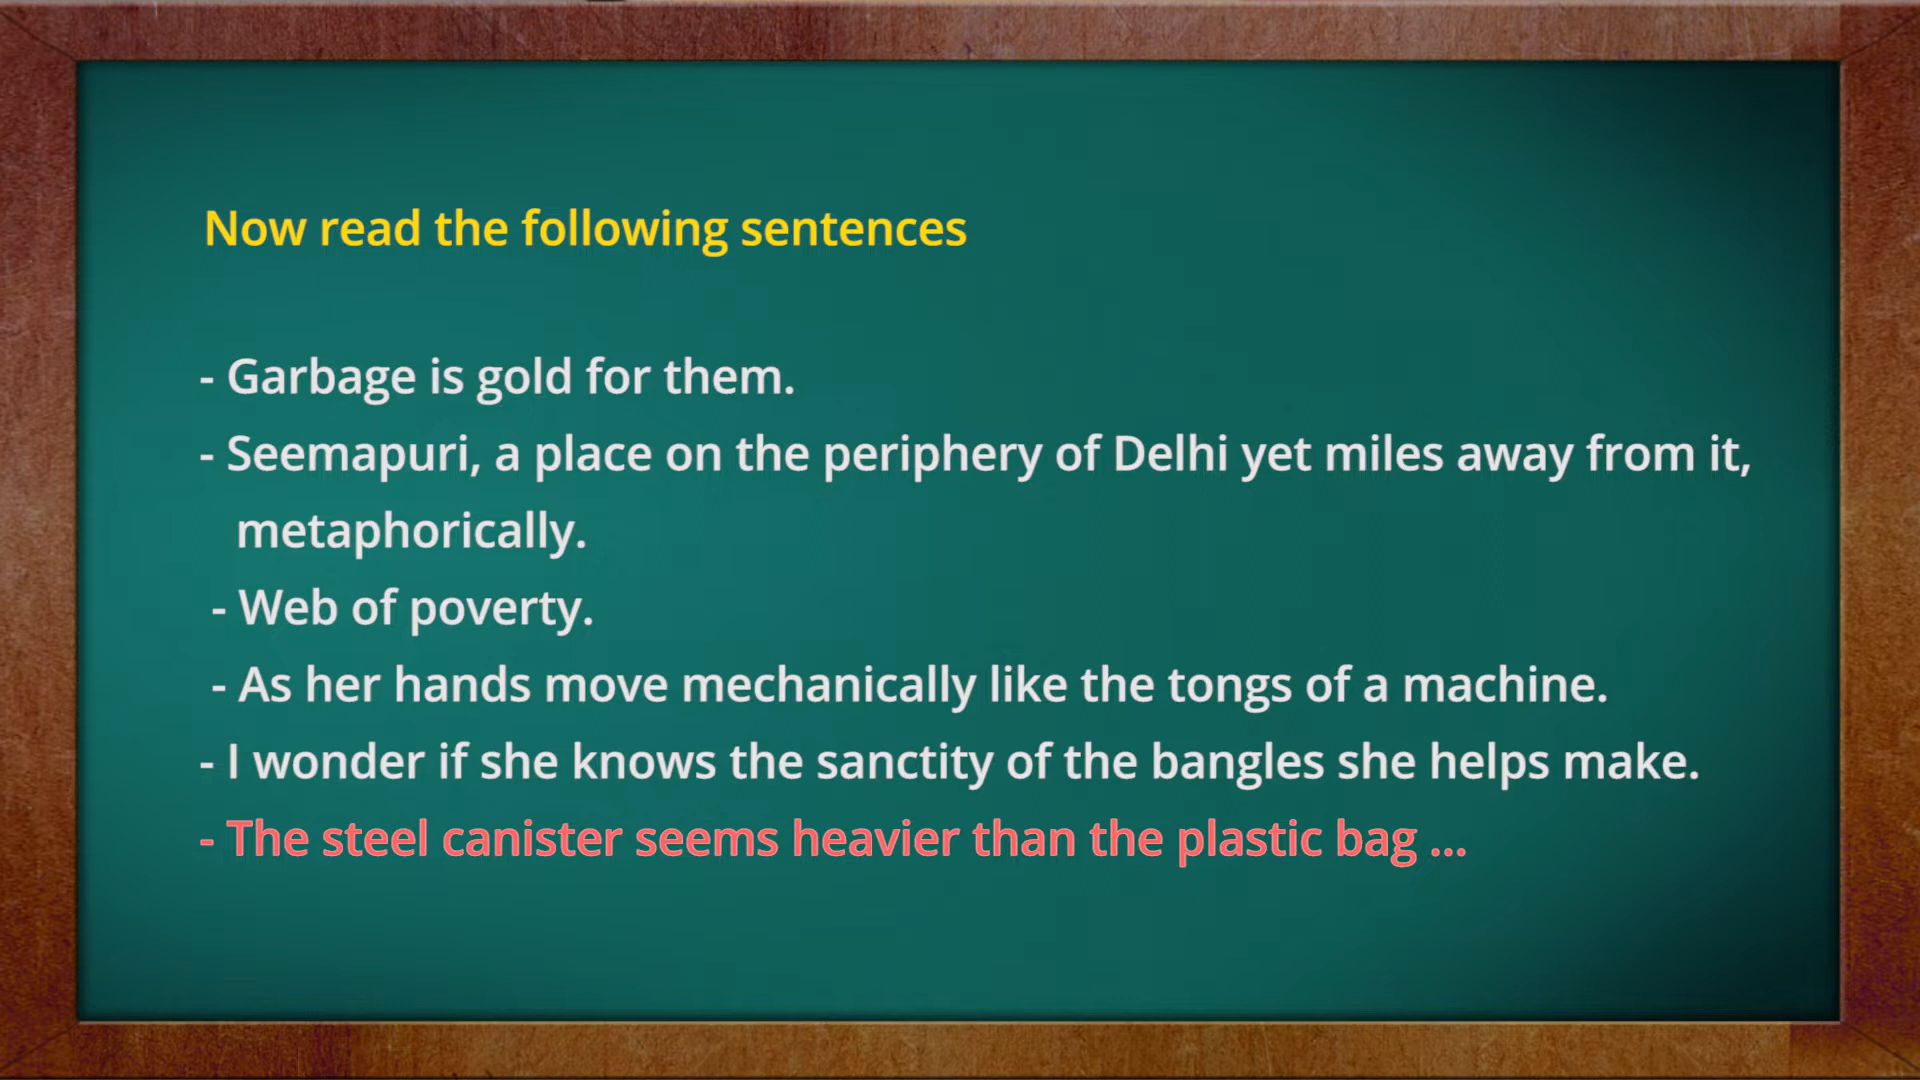 Now read the following sentences
- Garbage is gold for them.
- Seemapuri, a place on the periphery of Delhi yet miles away from it,
metaphorically.
- Web of poverty.
- As her hands move mechanically like the tongs of a machine.
- I wonder if she knows the sanctity of the bangles she helps make.
- The steel canister seems heavier than the plastic bag ...